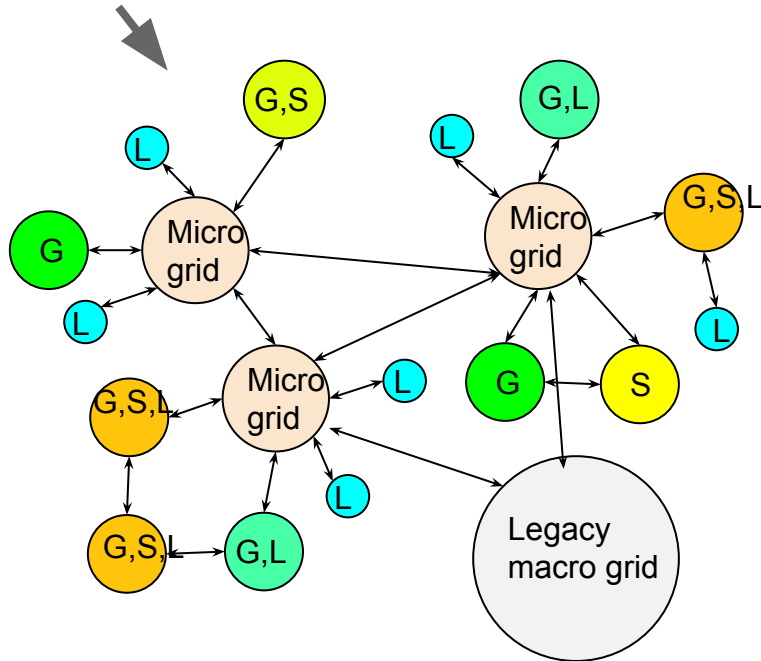 G,S
G,L
L
L
G,S,L
Micro
grid
Micro
grid
G
L
L
Micro
grid
L
G
S
G,S,L
L
G,S,L
G,L
Legacy
macro grid